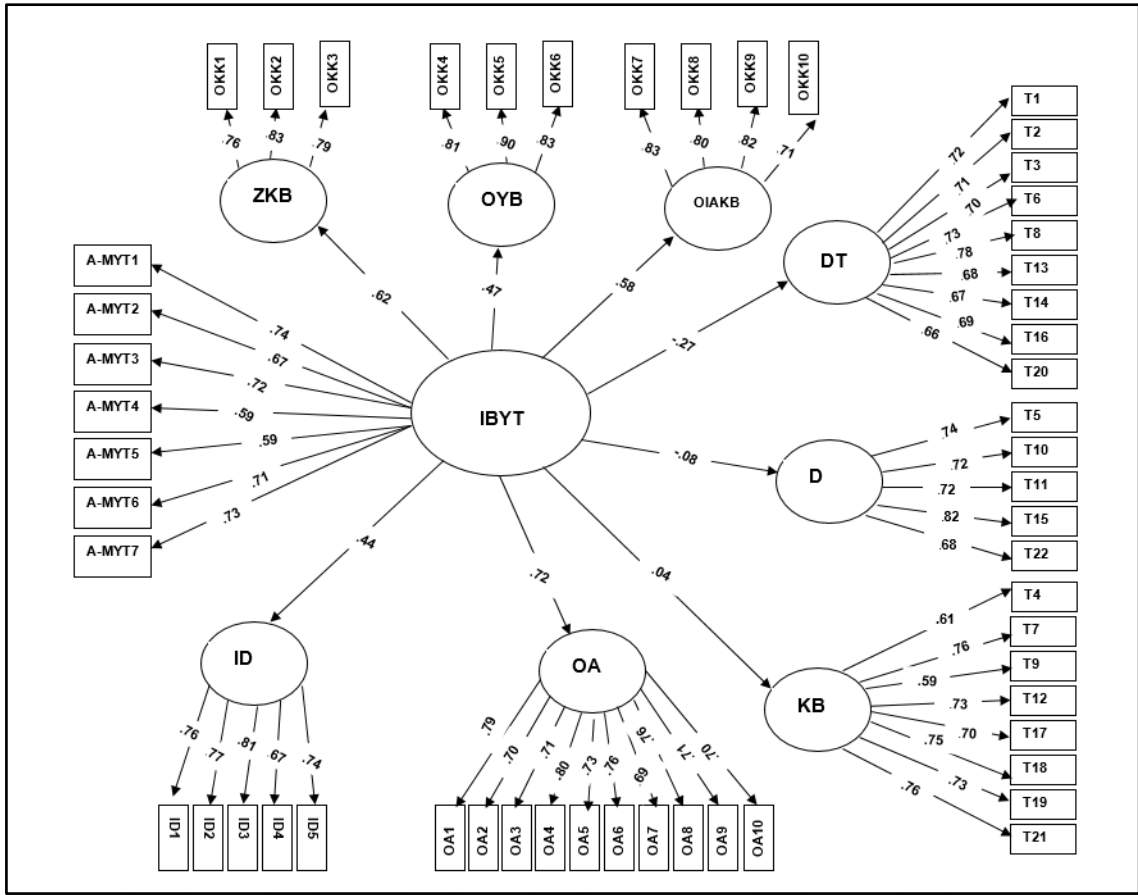 OKK1
OKK2
OKK3
OKK4
OKK5
OKK6
OKK7
OKK8
OKK9
OKK10
.76
.83
.79
.81
.90
.83
.83
.80
.82
.71
ZKB
OYB
OIAKB
DT
T1
T2
T3
T6
T8
T13
T14
T16
T20
.72
.71
.70
.73
.78
.68
.67
.69
.66
A-MYT1
A-MYT2
A-MYT3
A-MYT4
A-MYT5
A-MYT6
A-MYT7
.74
.67
.72
.59
.59
.71
.73
.62
.47
.58
-.27
IBYT
-.08
D
.74
.72
.72
.82
.68
T5
T10
T11
T15
T22
.44
.72
.04
ID
OA
KB
.61
.76
.59
.73
.70
.75
.73
.76
T4
T7
T9
T12
T17
T18
T19
T21
.76
.77
.81
.67
.74
ID1
ID2
ID3
ID4
ID5
.79
.70
.71
.80
.73
.76
.69
.76
.71
.70
OA1
OA2
OA3
OA4
OA5
OA6
OA7
OA8
OA9
OA10